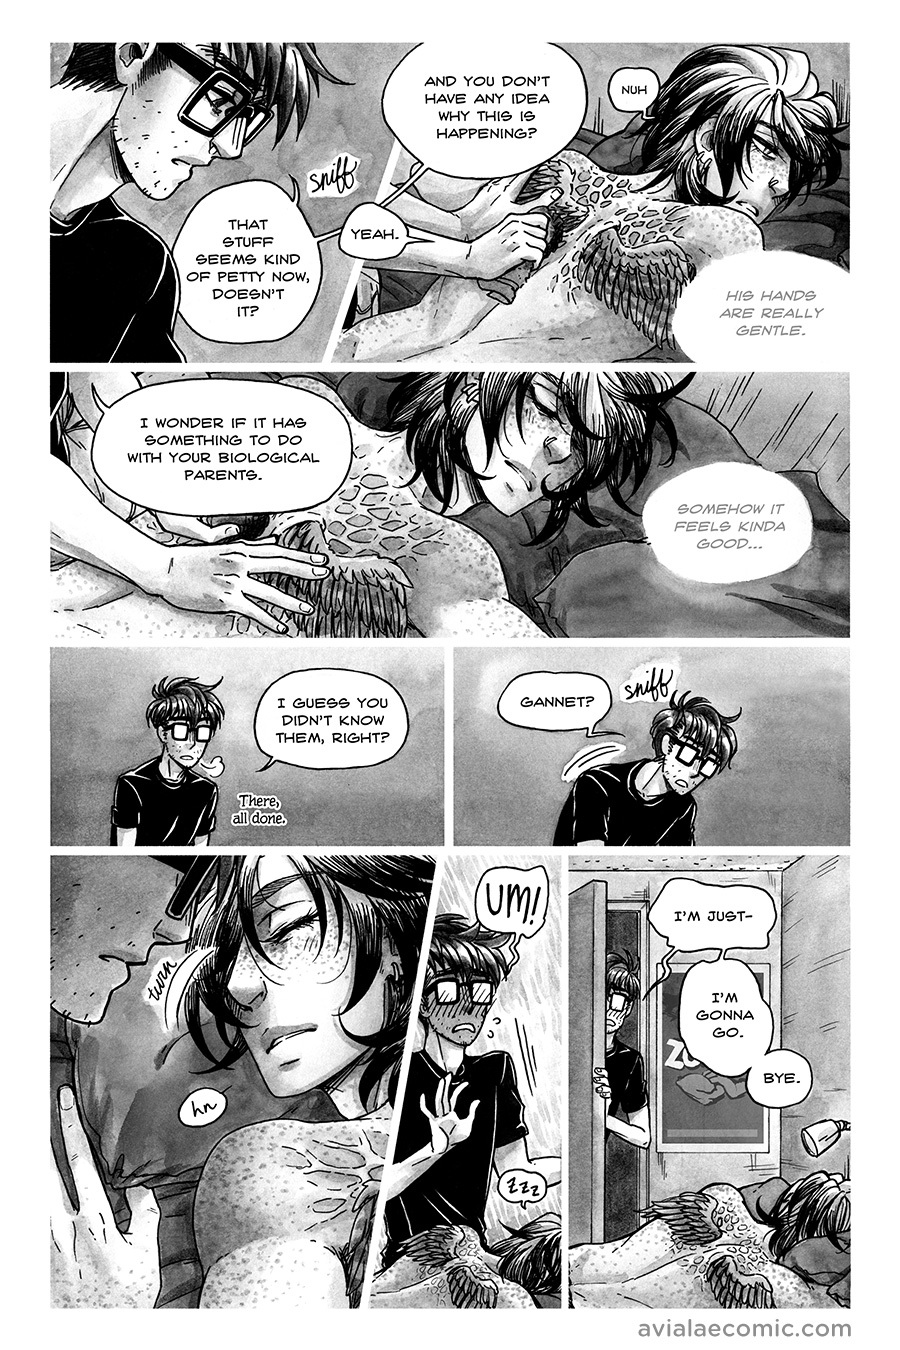 THAT
STUFF
SEEMS KIND
OF PETTY NOW,
DOESN'T
IT?
sniff
AND YOU DON'T
HAVE ANY IDEA
WHY THIS IS
HAPPENING?
NUH
YEAH.
HIS HANDS
ARE REALLY
GENTLE.
I WONDER IF IT HAS
SOMETHING TO DO
WITH YOUR BIOLOGICAL
PARENTS.
SOMEHOW IT
FEELS KINDA
GOOD...
I GUESS YOU
DIDN'T KNOW
THEM, RIGHT?
There,
all done.
GANNET?
sniff
turn
hn
UM!
zzz
I'M JUST-
I'M
GONNA
GO.
BYE.
avialaecomic.com